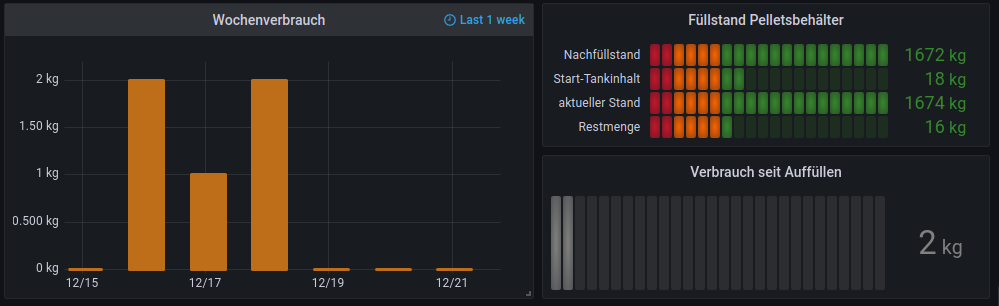 Wochenverbrauch
Last 1 week
2 kg
1.50 kg
1 kg
0.500 kg
0 kg
12/15
12/17
12/19
12/21
Füllstand Pelletsbehälter
Nachfüllstand 1672 kg
Start-Tankinhalt 18 kg
aktueller Stand 1674 kg
Restmenge 16 kg
Verbrauch seit Auffüllen
2 kg